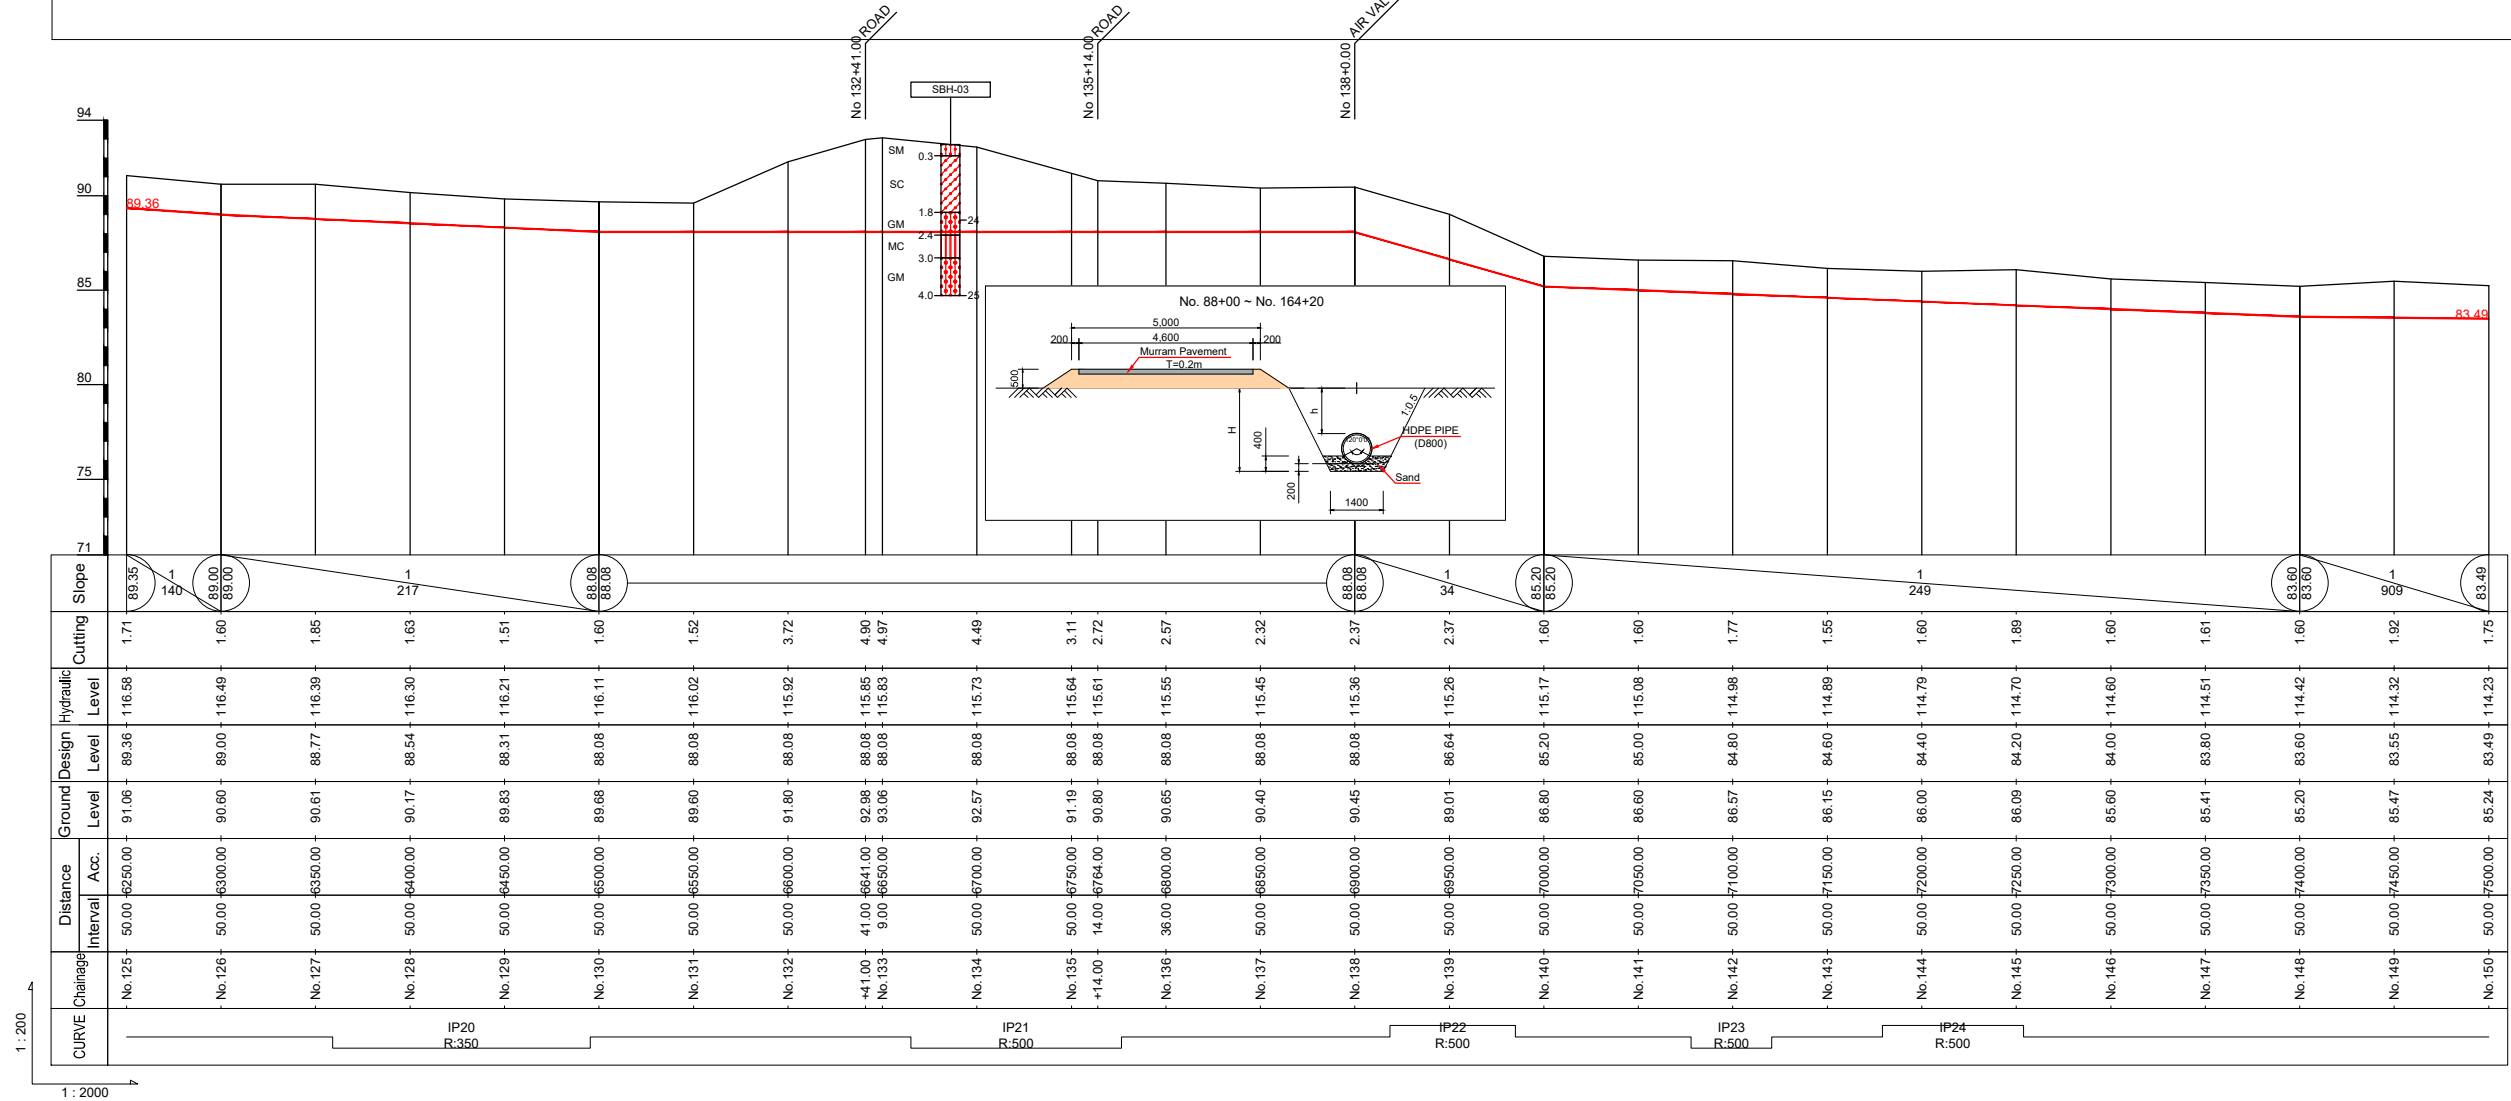 No 132+41.00 ROAD
No 135+14.00 ROAD
No 138+0.00 AIR VAL
SBH-03
94
90
85
80
75
71
89.36
83.49
SM
0.3
SC
1.8
24
GM
2.4
MC
3.0
GM
4.0
25
No. 88+00 ~ No. 164+20
5,000
200 4,600 200
Murram Pavement
T=0.2m
500
H
h
1:0.5
400
200
HDPE PIPE
(D800)
Sand
1400
Slope
89.35 1 140 89.00 89.00 1 217 88.08 88.08 88.08 88.08 1 34 85.20 85.20 1 249 83.60 83.60 1 909 83.49
Cutting 1.71 1.60 1.85 1.63 1.51 1.60 1.52 3.72 4.90 4.97 4.49 3.11 2.72 2.57 2.32 2.37 2.37 1.60 1.60 1.77 1.55 1.60 1.89 1.60 1.61 1.60 1.92 1.75
Hydraulic Level 116.58 116.49 116.39 116.30 116.21 116.11 116.02 115.92 115.85 115.83 115.73 115.64 115.61 115.55 115.45 115.36 115.26 115.17 115.08 114.98 114.89 114.79 114.70 114.60 114.51 114.42 114.32 114.23
Design Level 89.36 89.00 88.77 88.54 88.31 88.08 88.08 88.08 88.08 88.08 88.08 88.08 88.08 88.08 88.08 88.08 86.64 85.20 85.00 84.80 84.60 84.40 84.20 84.00 83.80 83.60 83.55 83.49
Ground Level 91.06 90.60 90.61 90.17 89.83 89.68 89.60 91.80 92.98 93.06 92.57 91.19 90.80 90.65 90.40 90.45 89.01 86.80 86.60 86.57 86.15 86.00 86.09 85.60 85.41 85.20 85.47 85.24
Distance
Acc. 6250.00 6300.00 6350.00 6400.00 6450.00 6500.00 6550.00 6600.00 6641.00 6650.00 6700.00 6750.00 6764.00 6800.00 6850.00 6900.00 6950.00 7000.00 7050.00 7100.00 7150.00 7200.00 7250.00 7300.00 7350.00 7400.00 7450.00 7500.00
Interval 50.00 50.00 50.00 50.00 50.00 50.00 50.00 50.00 41.00 9.00 50.00 50.00 14.00 36.00 50.00 50.00 50.00 50.00 50.00 50.00 50.00 50.00 50.00 50.00 50.00 50.00 50.00 50.00
Chainage No.125 No.126 No.127 No.128 No.129 No.130 No.131 No.132 +41.00 No.133 No.134 No.135 +14.00 No.136 No.137 No.138 No.139 No.140 No.141 No.142 No.143 No.144 No.145 No.146 No.147 No.148 No.149 No.150
CURVE
IP20 IP21 IP22 IP23 IP24
R:350 R:500 R:500 R:500 R:500
1 : 200
1 : 2000